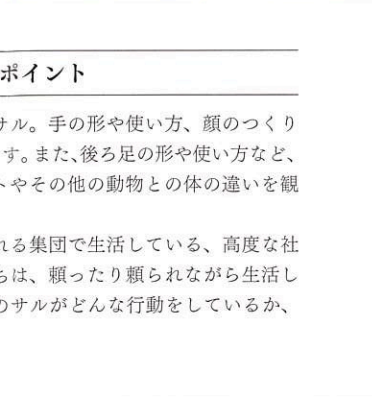 ポイント
サル。手の形や使い方、顔のつくり
す。また、後ろ足の形や使い方など、
トやその他の動物との体の違いを観
れる集団で生活している、高度な社
ちは、頼ったり頼られながら生活し
のサルがどんな行動をしているか、